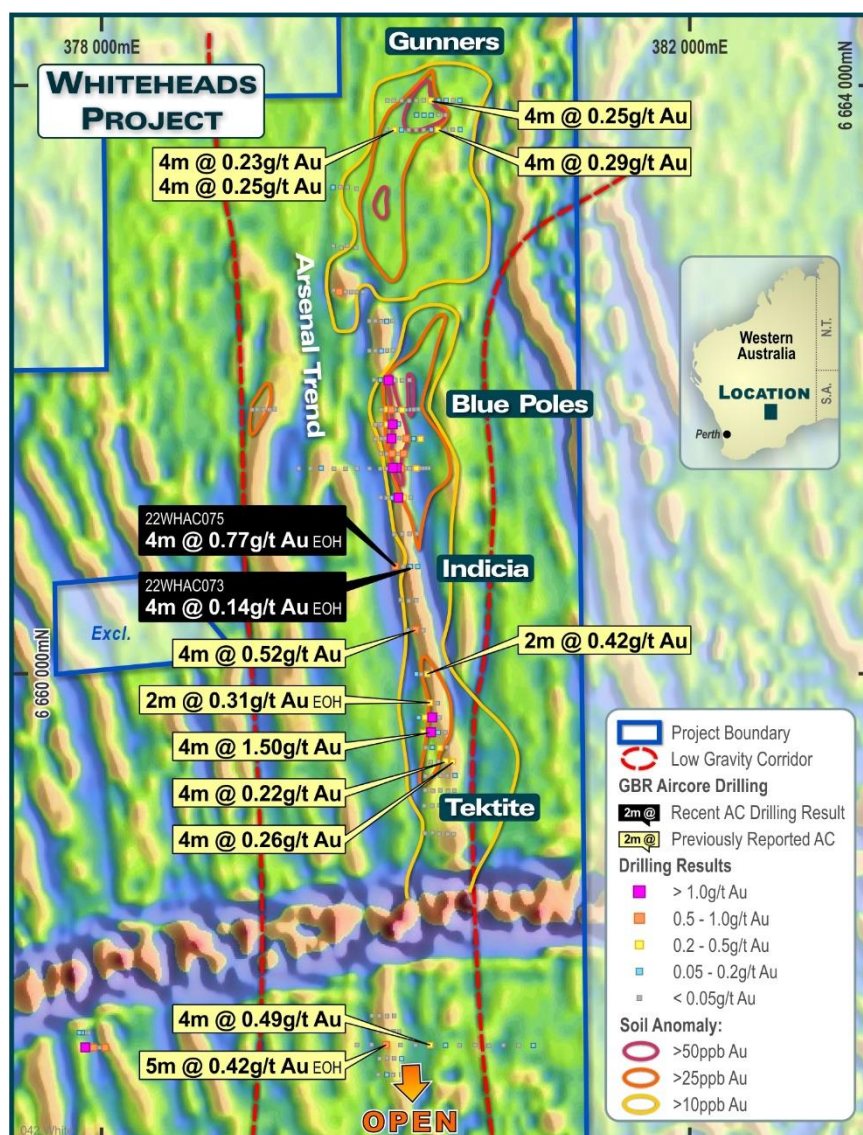 378 000mE
Gunners
382 000mE
WHITEHEADS
PROJECT
6 664 000mN
4m @ 0.25g/t Au
4m @ 0.23g/t Au
4m @ 0.25g/t Au
4m @ 0.29g/t Au
Arsenal Trend
Western
Australia
N.T.
S.A.
LOCATION
Perth
Blue Poles
22WHAC075
4m @ 0.77g/t Au EOH
Indicia
22WHAC073
4m @ 0.14g/t Au EOH
Excl.
6 660 000mN
4m @ 0.52g/t Au
2m @ 0.42g/t Au
2m @ 0.31g/t Au EOH
4m @ 1.50g/t Au
4m @ 0.22g/t Au
Tektite
4m @ 0.26g/t Au
Project Boundary
Low Gravity Corridor
GBR Aircore Drilling
2m @ Recent AC Drilling Result
2m @ Previously Reported AC
Drilling Results
> 1.0g/t Au
0.5 - 1.0g/t Au
0.2 - 0.5g/t Au
0.05 - 0.2g/t Au
< 0.05g/t Au
Soil Anomaly:
>50ppb Au
>25ppb Au
>10ppb Au
4m @ 0.49g/t Au
5m @ 0.42g/t Au EOH
OPEN